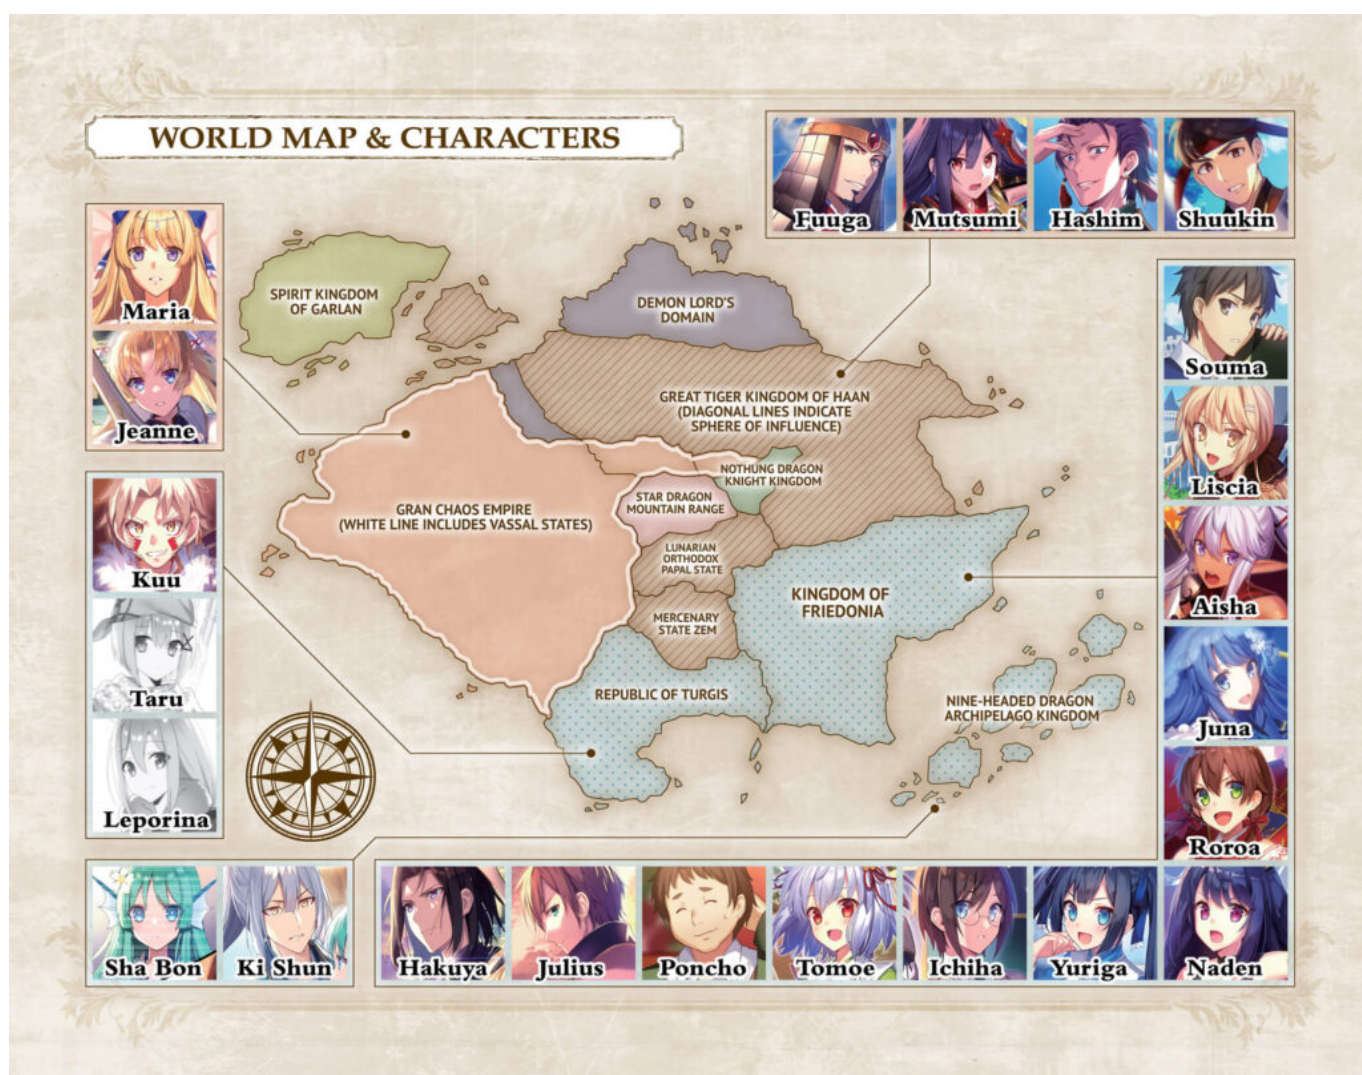 WORLD MAP & CHARACTERS
Fuuga
Mutsumi
Hashim
Shuukin
Maria
Jeanne
Kuu
Taru
Leporina
SPIRIT KINGDOM
OF GARLAN
DEMON LORD'S
DOMAIN
GREAT TIGER KINGDOM OF HAAN
(DIAGONAL LINES INDICATE
SPHERE OF INFLUENCE)
NOTHUNG DRAGON
KNIGHT KINGDOM
STAR DRAGON
MOUNTAIN RANGE
GRAN CHAOS EMPIRE
(WHITE LINE INCLUDES VASSAL STATES)
LUNARIAN
ORTHODOX
PAPAL STATE
KINGDOM OF
FRIEDONIA
MERCENARY
STATE ZEM
REPUBLIC OF TURGIS
NINE-HEADED DRAGON
ARCHIPELAGO KINGDOM
Souma
Liscia
Aisha
Juna
Roroa
Sha Bon
Ki Shun
Hakuya
Julius
Poncho
Tomoe
Ichiha
Yuriga
Naden